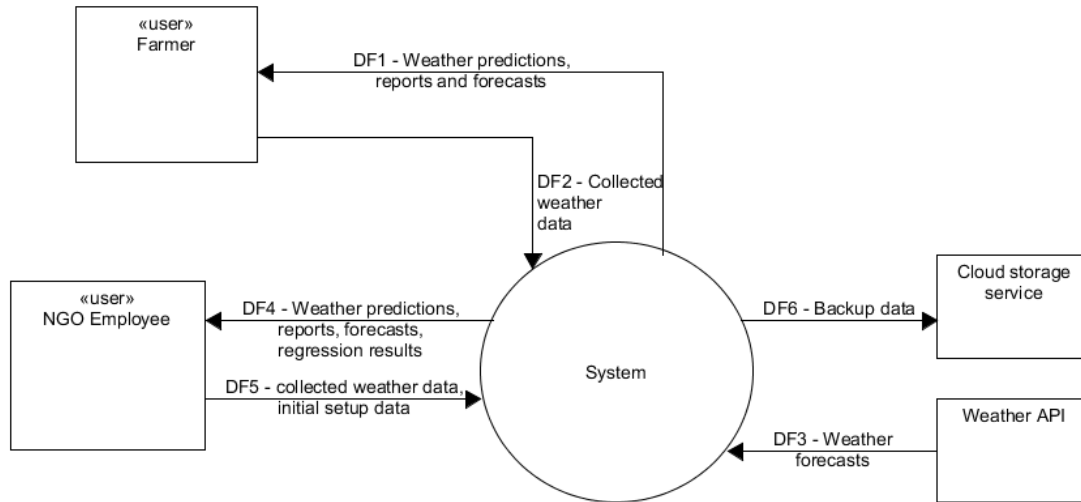 «user»
Farmer
DF1 - Weather predictions,
reports and forecasts
DF2 - Collected
weather
data
«user»
NGO Employee
DF4 - Weather predictions,
reports, forecasts,
regression results
DF5 - collected weather data,
initial setup data
System
Cloud storage
service
DF6 - Backup data
Weather API
DF3 - Weather
forecasts